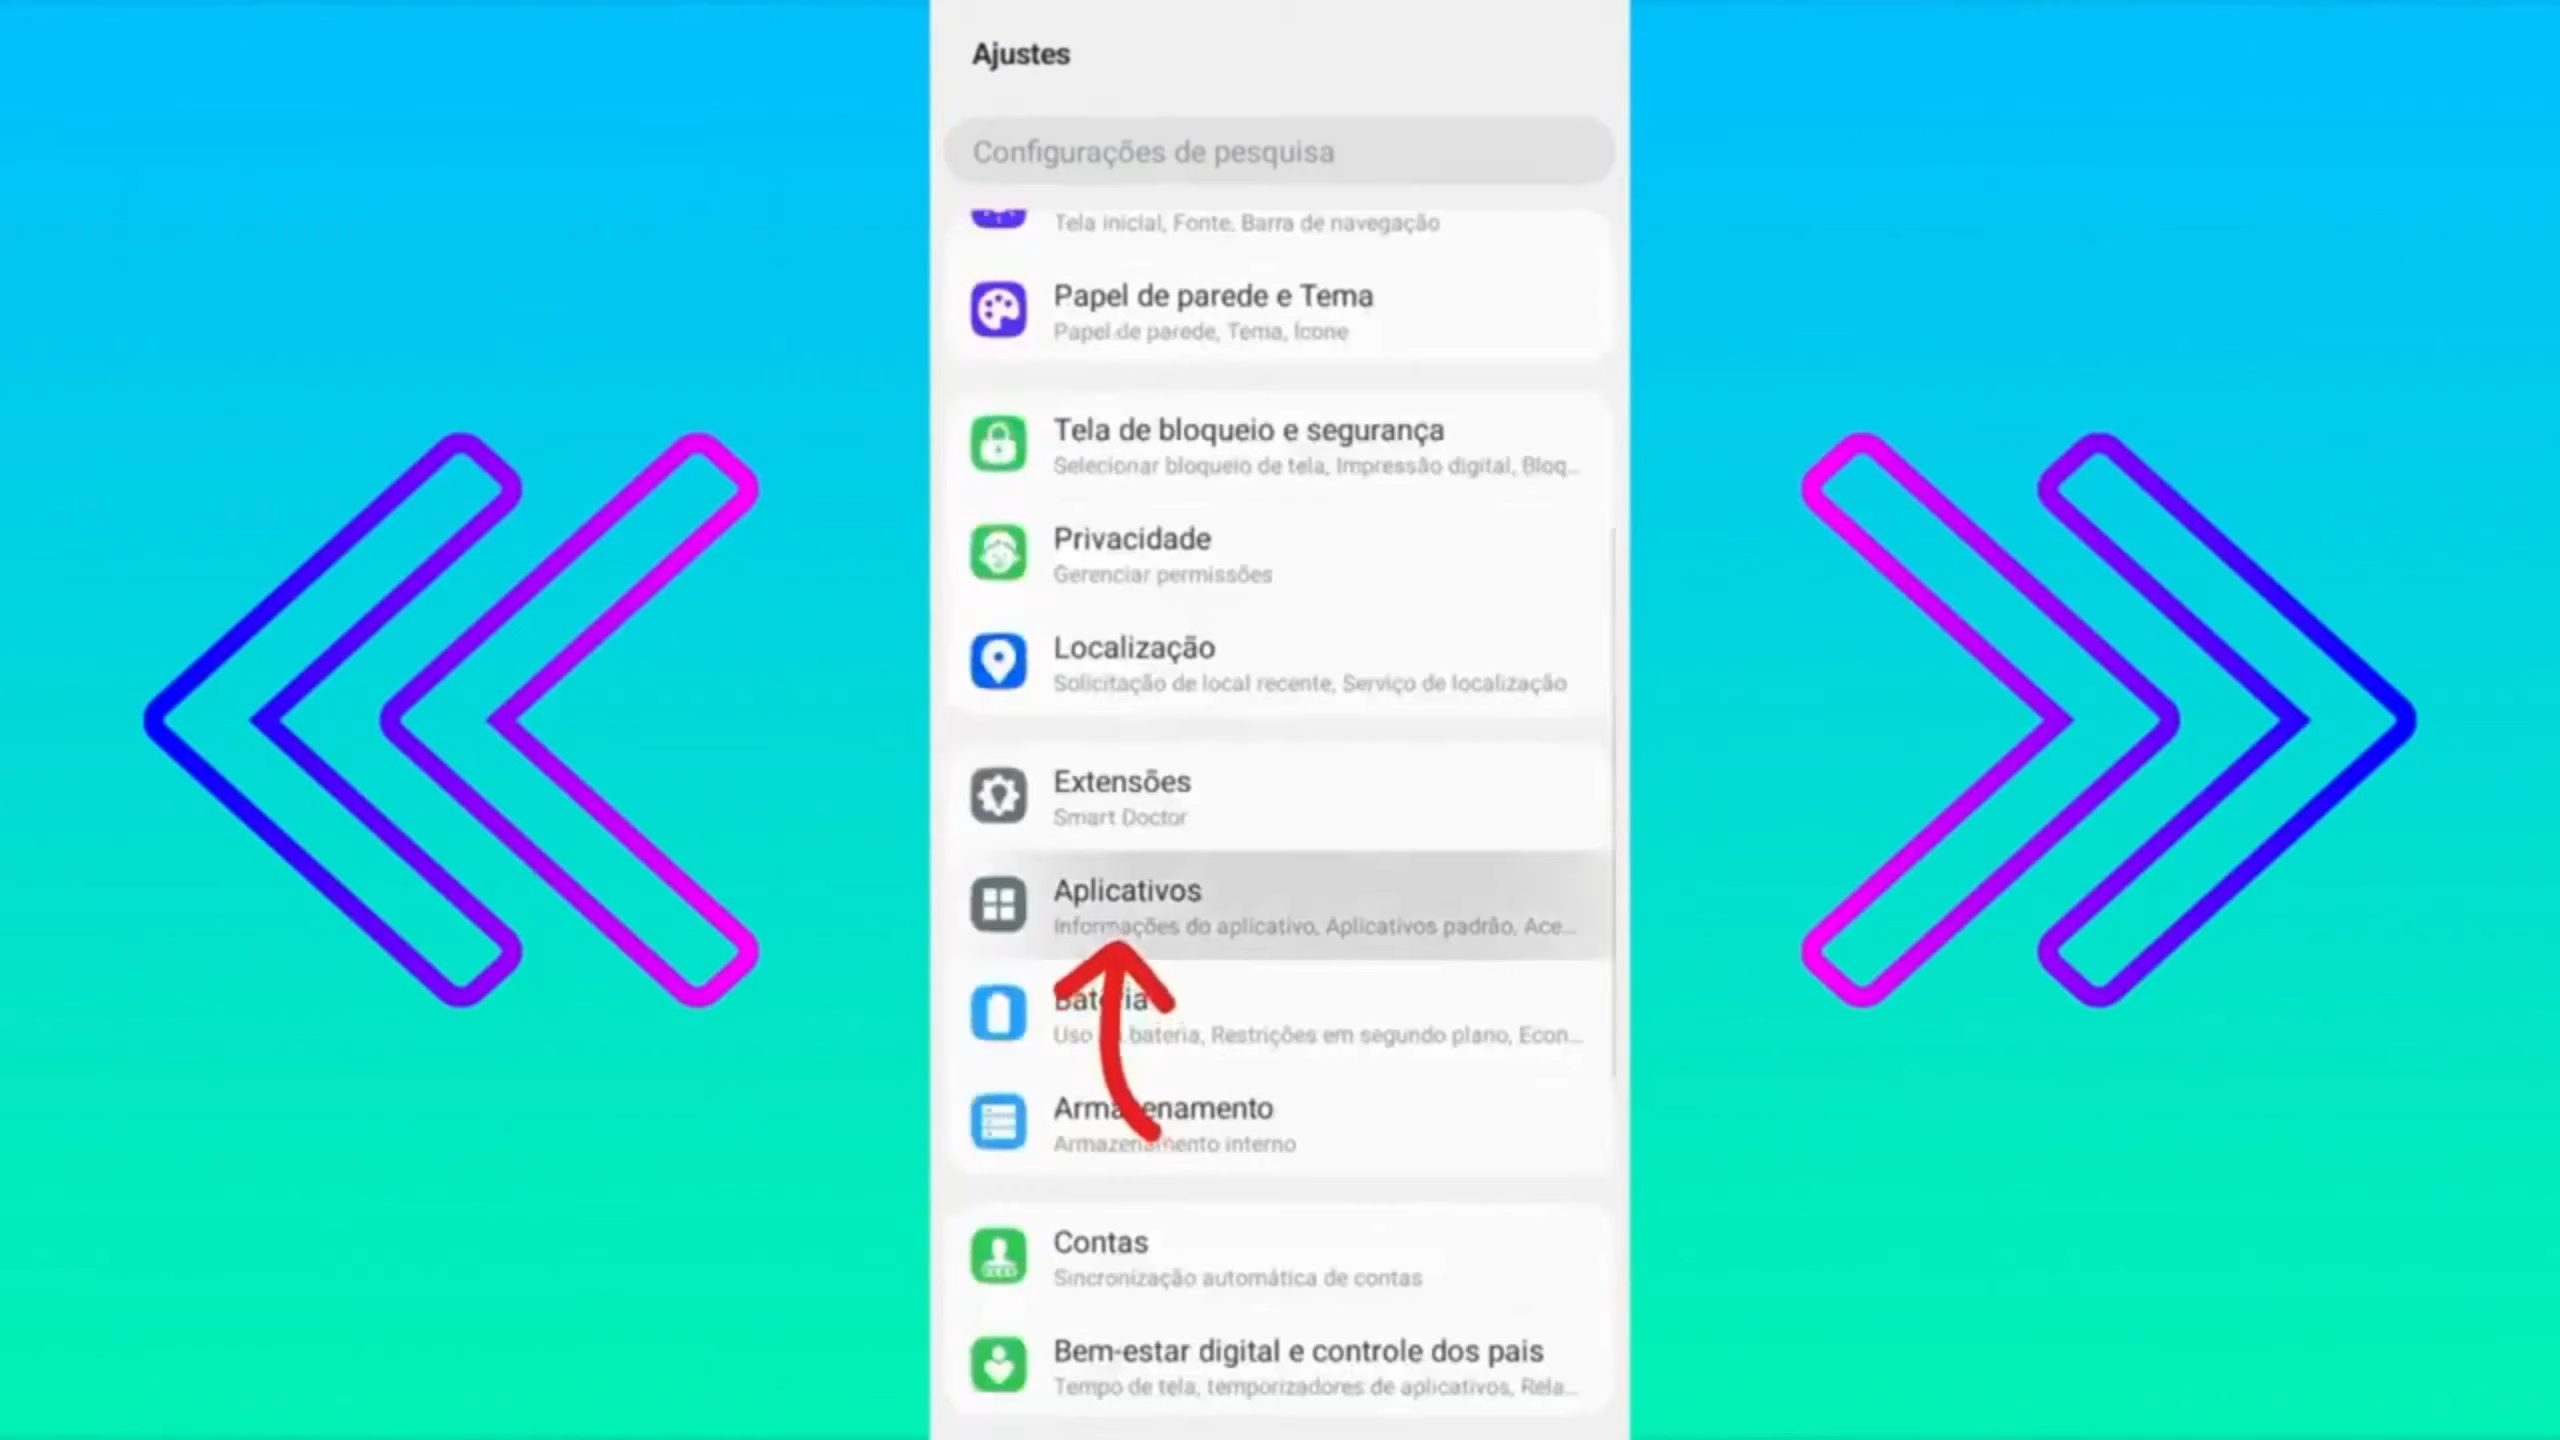 Ajustes
Configurações de pesquisa
Tela inicial, Fonte, Barra de navegação
Papel de parede e Tema
Papel de parede, Tema, Ícone
Tela de bloqueio e segurança
Selecionar bloqueio de tela, Impressão digital, Bloq...
Privacidade
Gerenciar permissões
Localização
Solicitação de local recente, Serviço de localização
Extensões
Smart Doctor
Aplicativos
Informações do aplicativo, Aplicativos padrão, Ace...
Bateria
Uso bateria, Restrições em segundo plano, Econ...
Armazenamento
Armazenamento interno
Contas
Sincronização automática de contas
Bem-estar digital e controle dos pais
Tempo de tela, temporizadores de aplicativos, Rela...